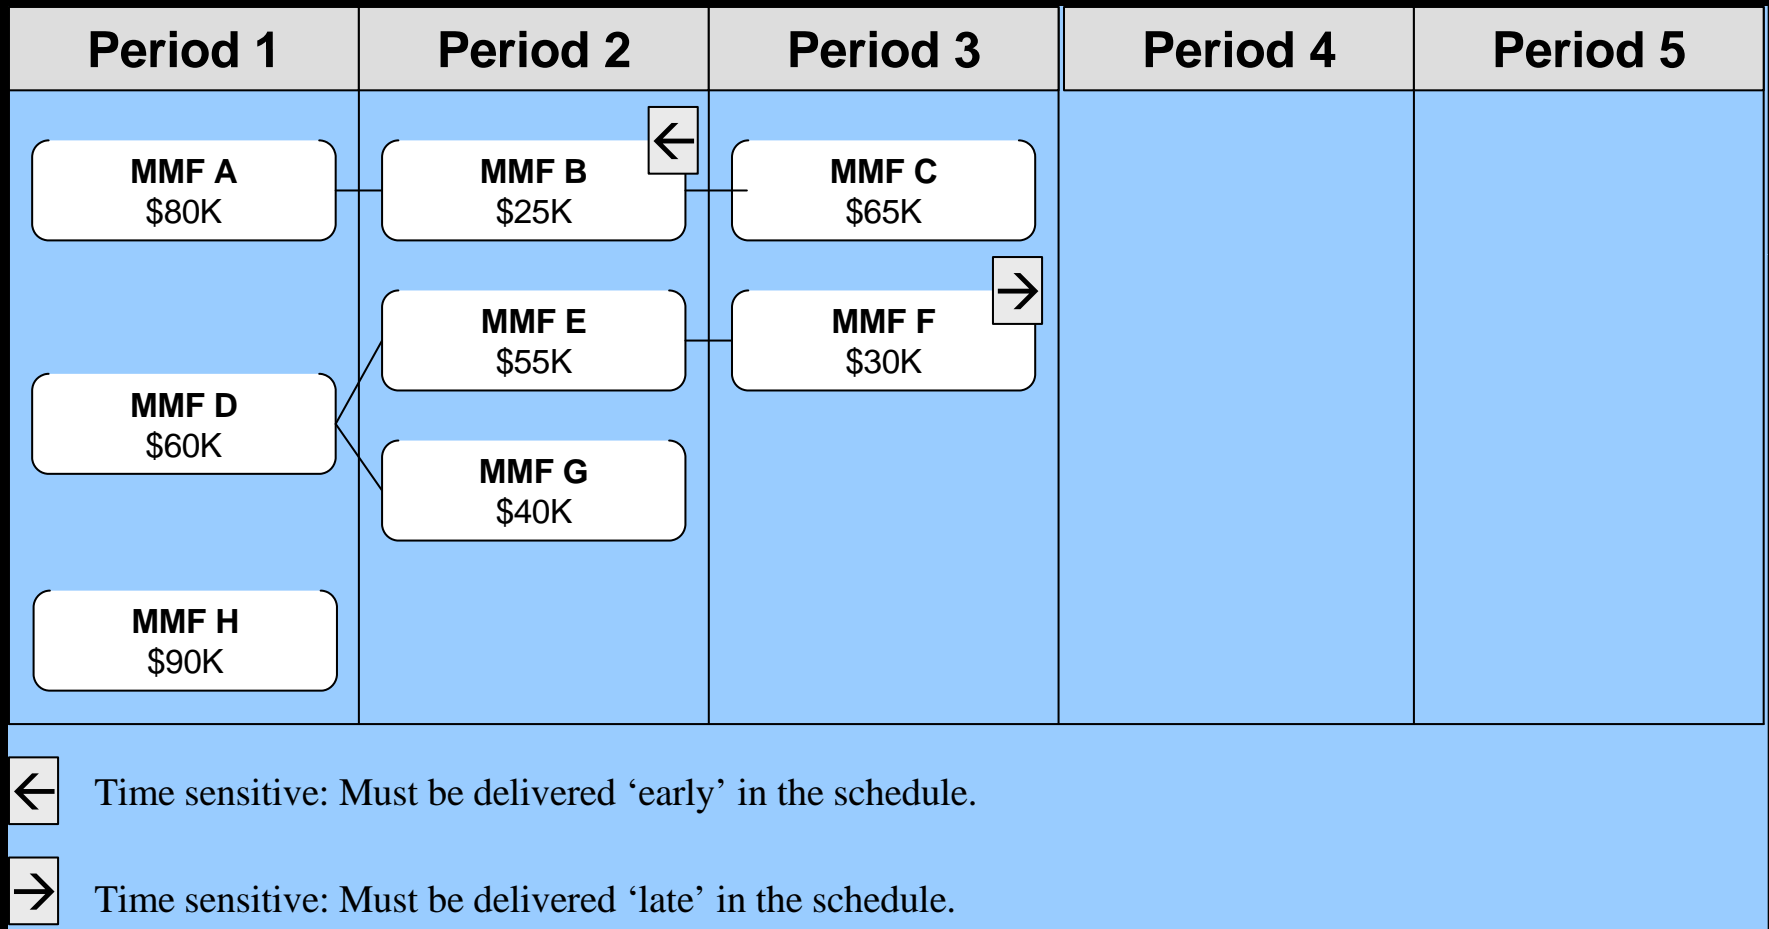 Period 1
Period 2
Period 3
Period 4
Period 5
MMF A
$80K
MMF B
$25K
MMF C
$65K
MMF E
$55K
MMF F
$30K
MMF D
$60K
MMF G
$40K
MMF H
$90K
Time sensitive: Must be delivered ‘early’ in the schedule.
Time sensitive: Must be delivered ‘late’ in the schedule.